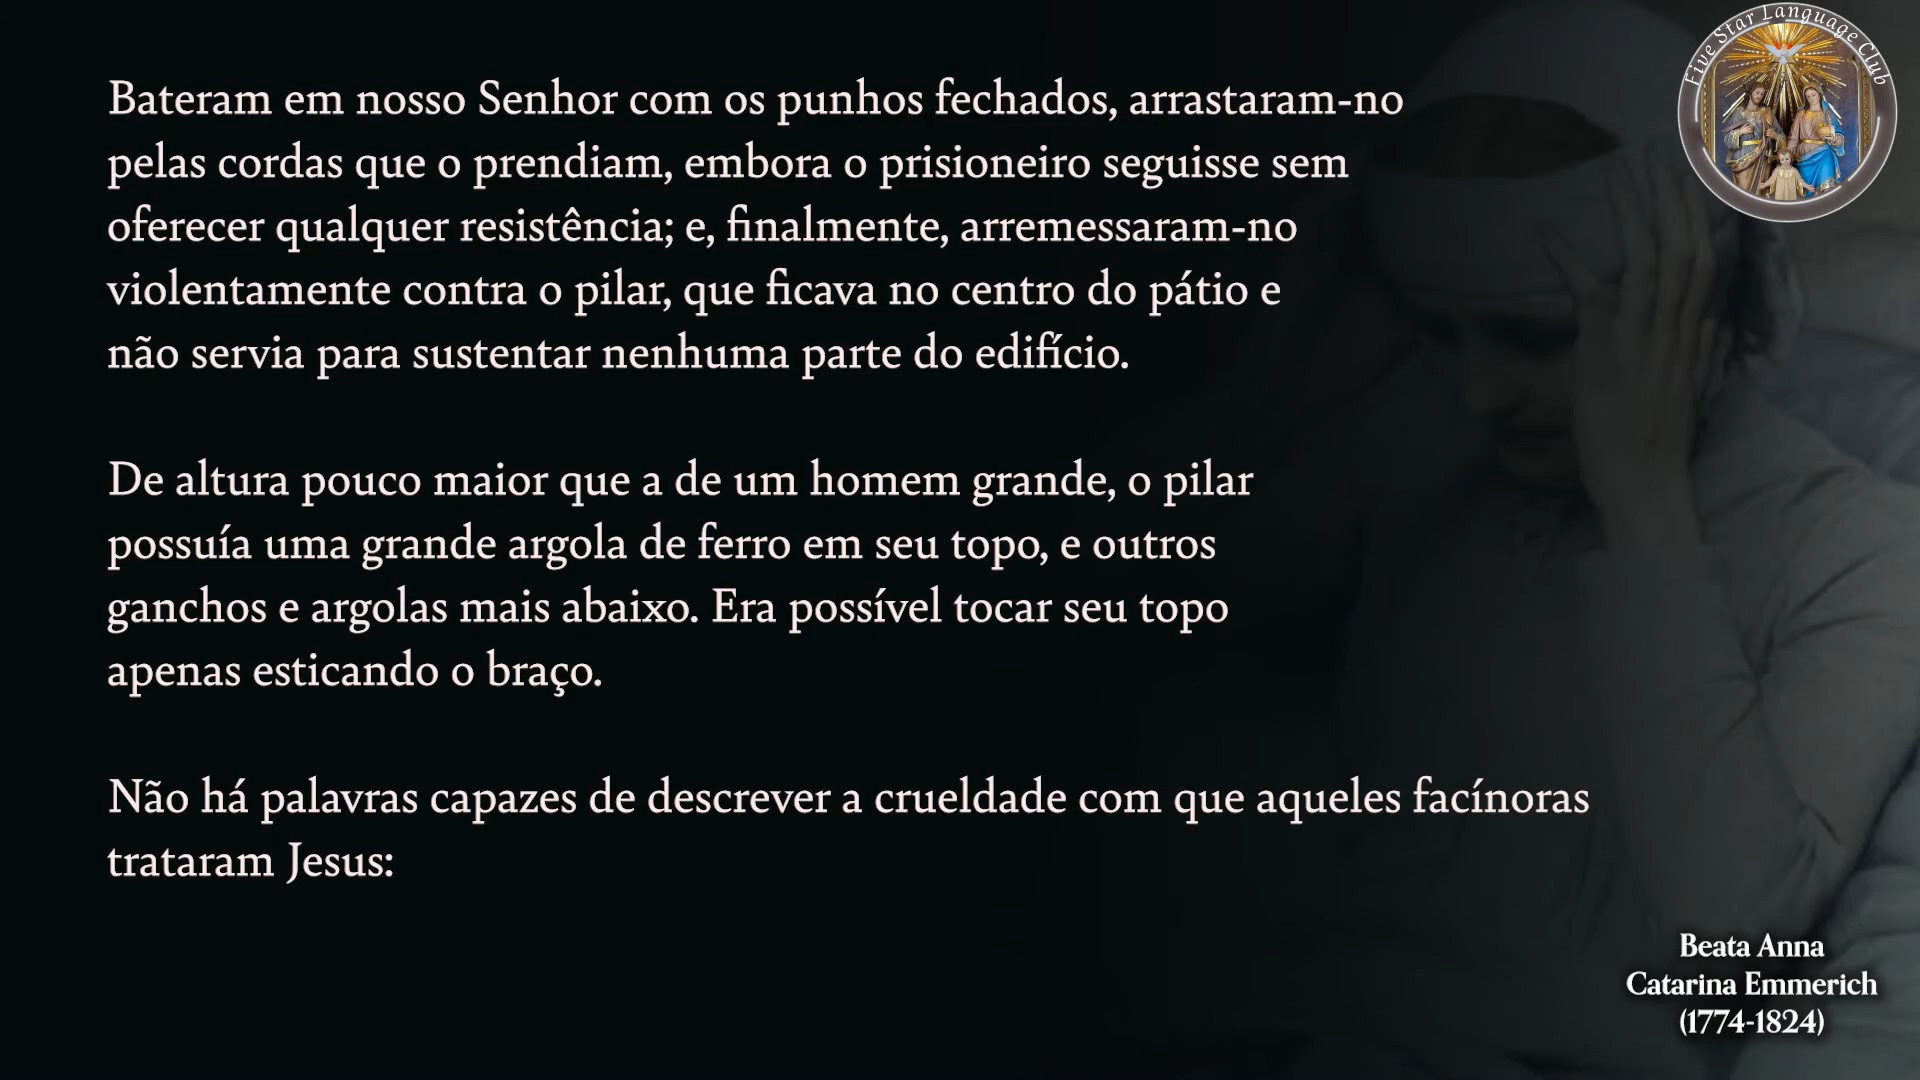 Five Star Language Club
Bateram em nosso Senhor com os punhos fechados, arrastaram-no
pelas cordas que o prendiam, embora o prisioneiro seguisse sem
oferecer qualquer resistência; e, finalmente, arremessaram-no
violentamente contra o pilar, que ficava no centro do pátio e
não servia para sustentar nenhuma parte do edifício.
De altura pouco maior que a de um homem grande, o pilar
possuía uma grande argola de ferro em seu topo, e outros
ganchos e argolas mais abaixo. Era possível tocar seu topo
apenas esticando o braço.
Não há palavras capazes de descrever a crueldade com que aqueles facínoras
trataram Jesus:
Beata Anna
Catarina Emmerich
(1774-1824)